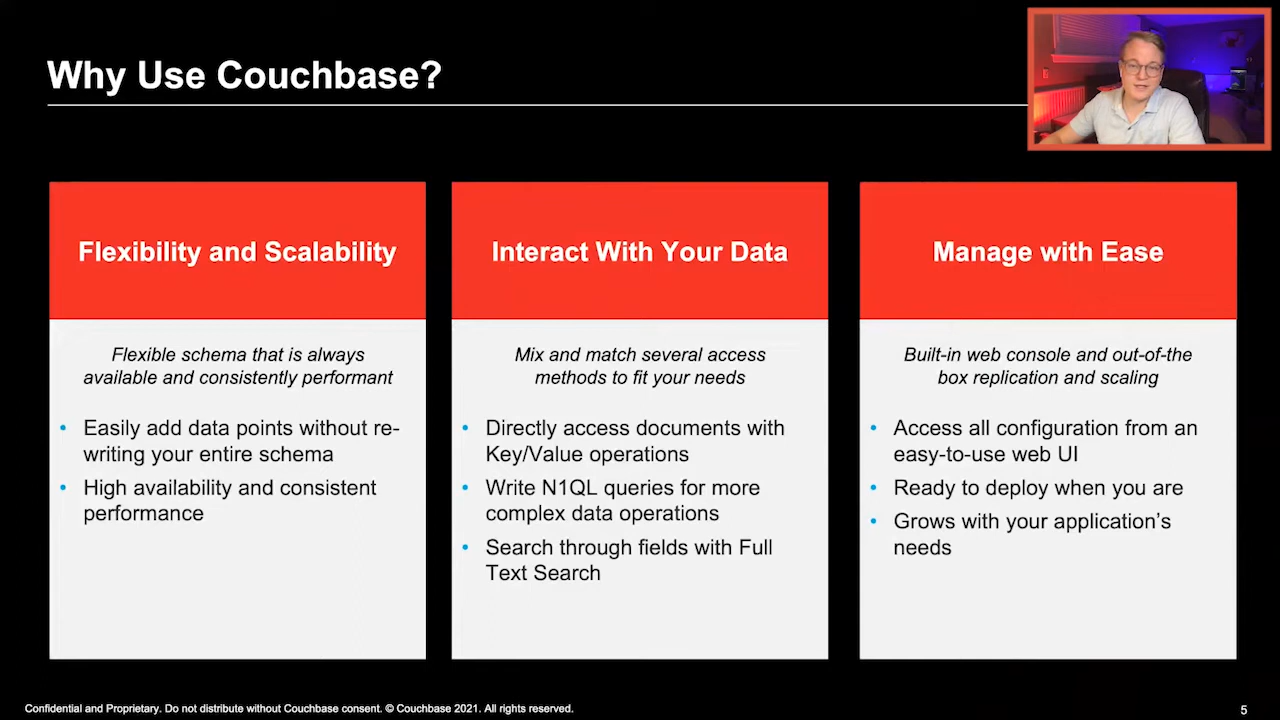 Why Use Couchbase?
Flexibility and Scalability
Flexible schema that is always
available and consistently performant
• Easily add data points without re-
writing your entire schema
• High availability and consistent
performance
Interact With Your Data
Mix and match several access
methods to fit your needs
• Directly access documents with
Key/Value operations
• Write N1QL queries for more
complex data operations
• Search through fields with Full
Text Search
Manage with Ease
Built-in web console and out-of-the
box replication and scaling
• Access all configuration from an
easy-to-use web UI
• Ready to deploy when you are
• Grows with your application’s
needs
Confidential and Proprietary. Do not distribute without Couchbase consent. © Couchbase 2021. All rights reserved.
5